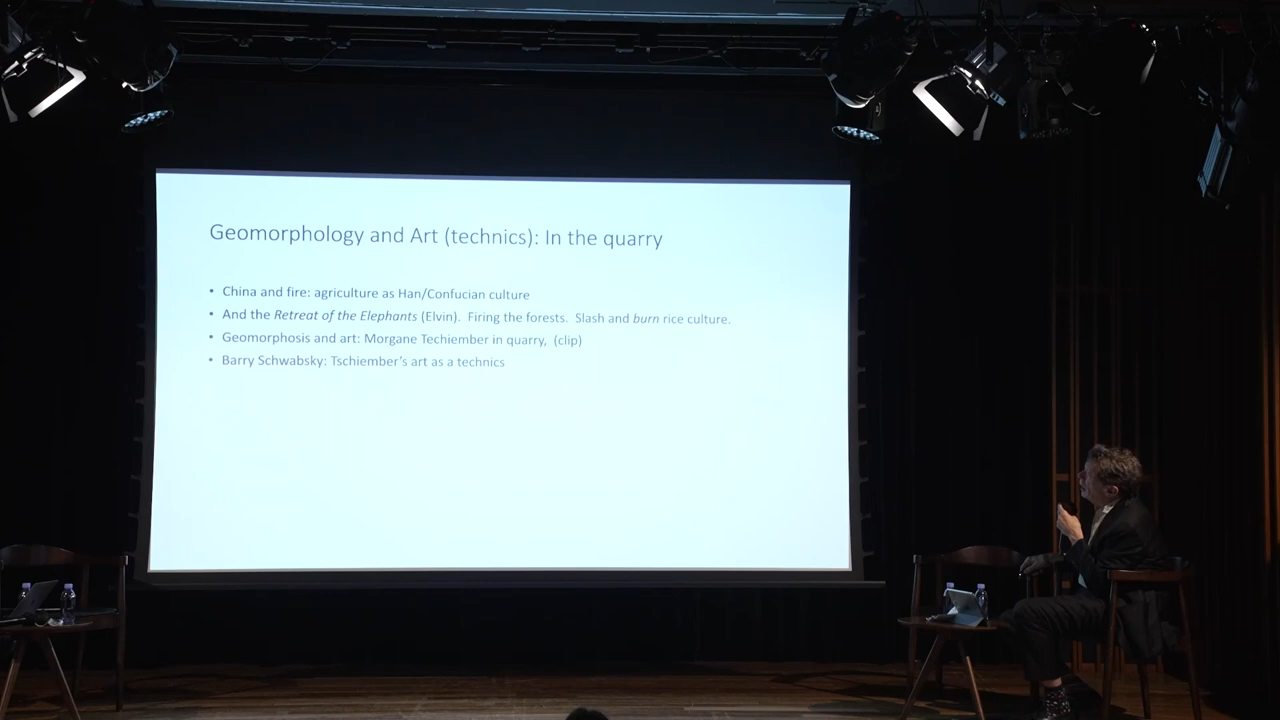 Geomorphology and Art (technics): In the quarry
• China and fire: agriculture as Han/Confucian culture
• And the Retreat of the Elephants (Elvin). Firing the forests. Slash and burn rice culture.
• Geomorphosis and art: Morgane Techiember in quarry, (clip)
• Barry Schwabsky: Tschiember's art as a technics